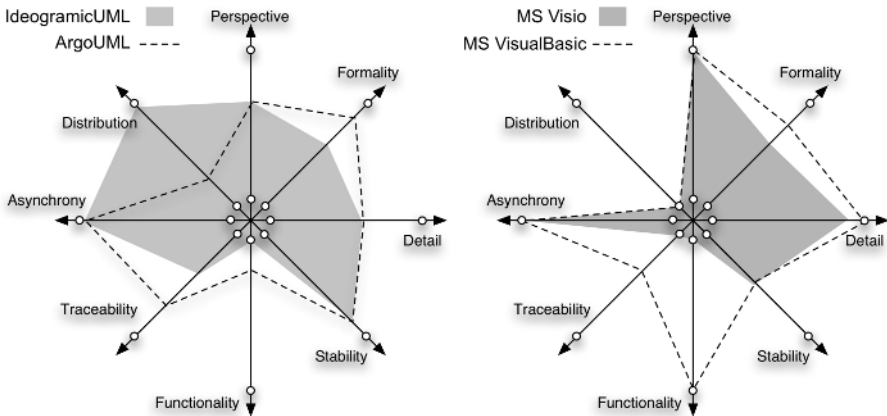 IdeogramicUML
ArgoUML
Perspective
Formality
Distribution
Asynchrony
Detail
Traceability
Stability
Functionality
MS Visio
MS VisualBasic
Perspective
Formality
Distribution
Asynchrony
Detail
Traceability
Stability
Functionality